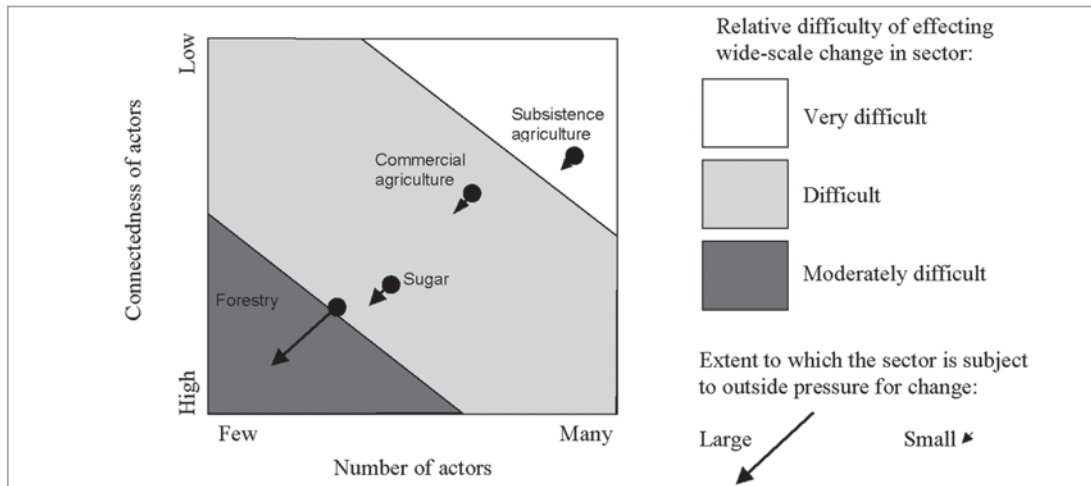 Low
High
Connectedness of actors
Subsistence
agriculture
Commercial
agriculture
Sugar
Forestry
Few
Many
Number of actors
Relative difficulty of effecting
wide-scale change in sector:
Very difficult
Difficult
Moderately difficult
Extent to which the sector is subject
to outside pressure for change:
Large
Small